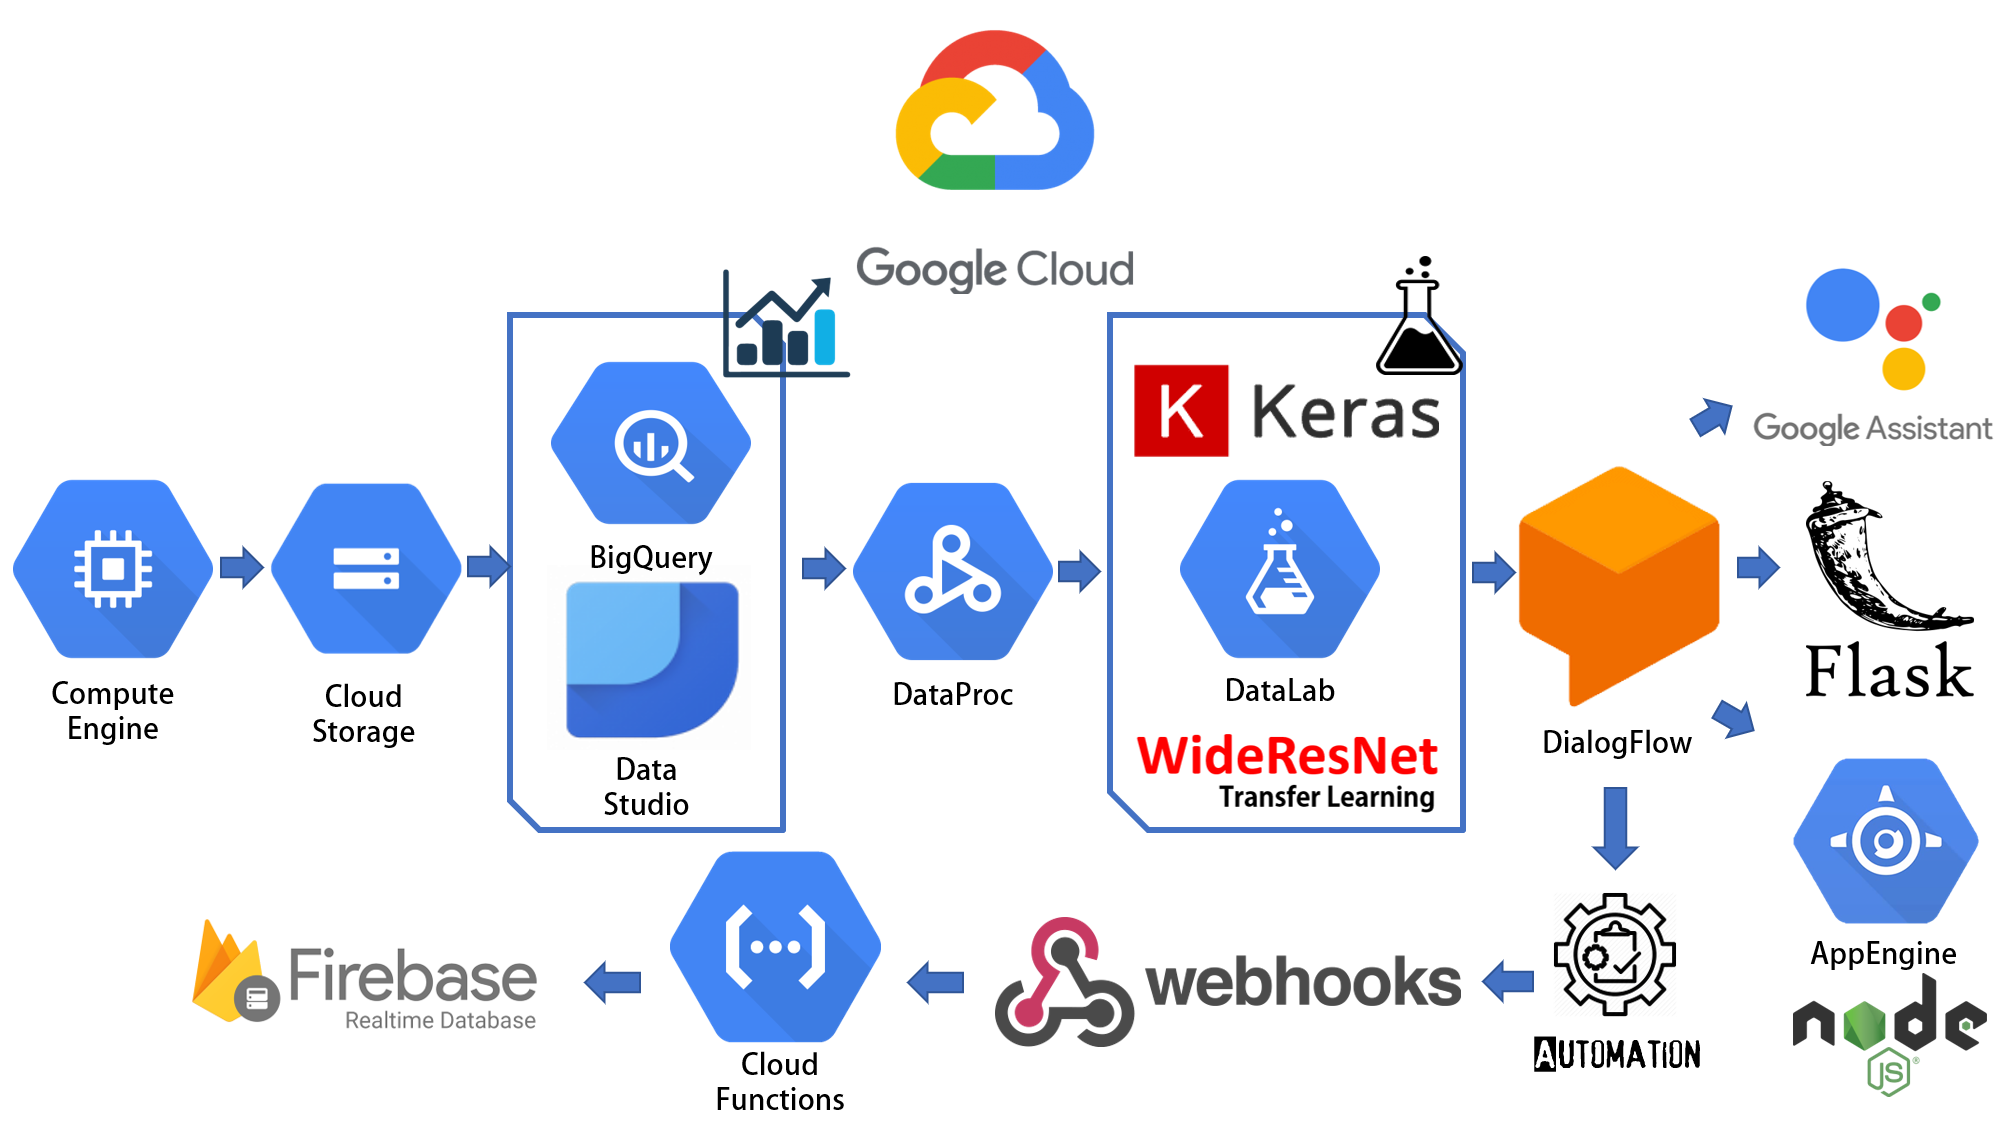 Google Cloud
K Keras
Google Assistant
BigQuery
Compute
Engine
Cloud
Storage
Data
Studio
DataProc
DataLab
WideResNet
Transfer Learning
DialogFlow
Flask
AppEngine
node
JS®
AUTOMATION
webhooks
Cloud
Functions
Firebase
Realtime Database